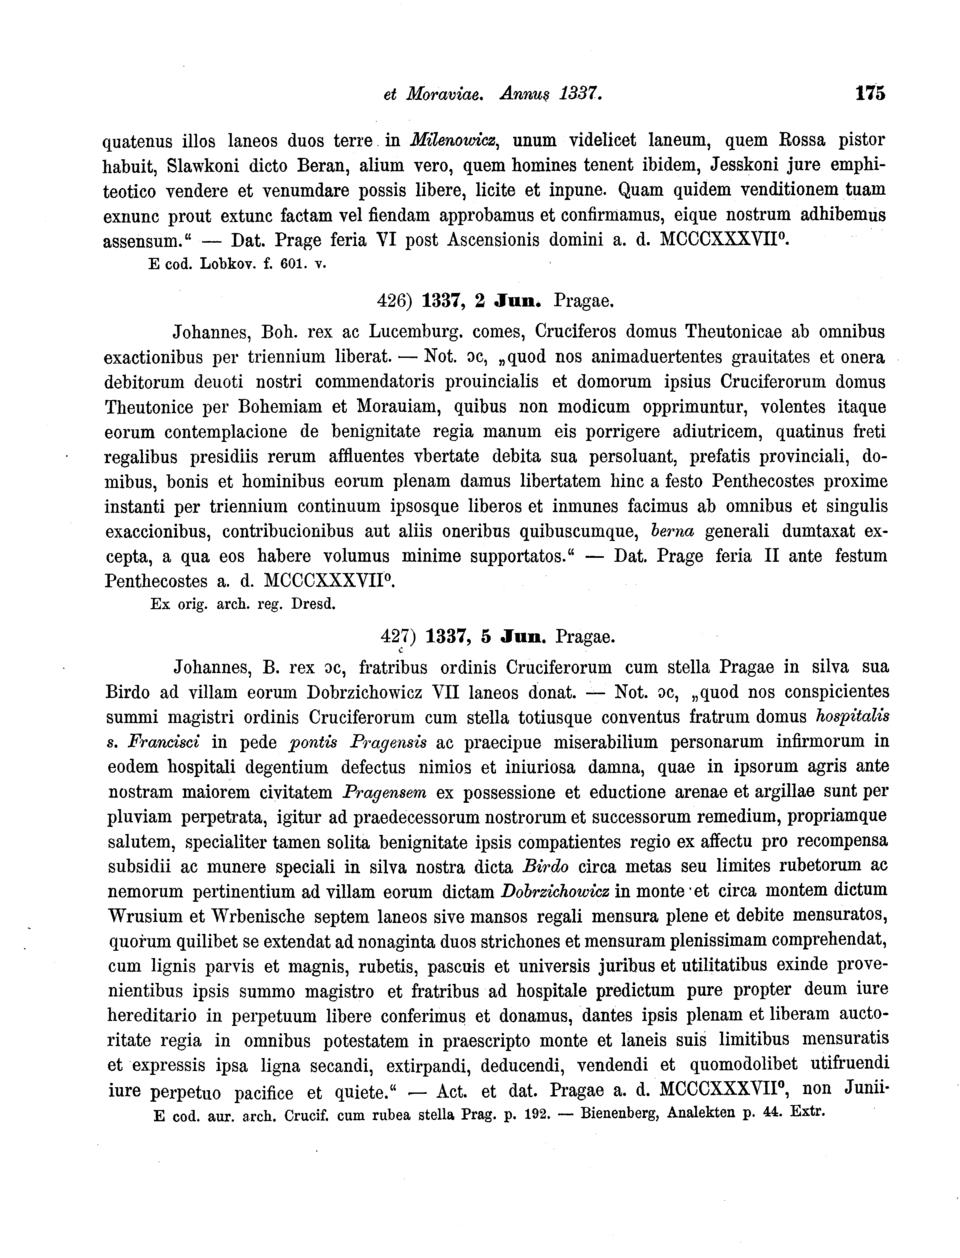 et Moraviae. Annus 1337. 175
quatenus illos laneos duos terre in Milenowicz, unum videlicet laneum, quem Rossa pistor
habuit, Slawkoni dicto Beran, alium vero, quem homines tenent ibidem, Jesskoni jure emphi-
teotico vendere et venumdare possis libere, licite et inpune. Quam quidem venditionem tuam
exnunc prout extunc factam vel fiendam approbamus et confirmamus, eique nostrum adhibemus
assensum.“ — Dat. Prage feria VI post Ascensionis domini a. d. MCCCXXXVII⁰.
E cod. Lobkov. f. 601. v.
426) 1337, 2 Jun. Pragae.
Johannes, Boh. rex ac Lucemburg. comes, Cruciferos domus Theutonicae ab omnibus
exactionibus per triennium liberat. — Not. ɔc, „quod nos animaduertentes grauitates et onera
debitorum deuoti nostri commendatoris prouincialis et domorum ipsius Cruciferorum domus
Theutonice per Bohemiam et Morauiam, quibus non modicum opprimuntur, volentes itaque
eorum contemplacione de benignitate regia manum eis porrigere adiutricem, quatinus freti
regalibus presidiis rerum affluentes vbertate debita sua persoluant, prefatis provinciali, do-
mibus, bonis et hominibus eorum plenam damus libertatem hinc a festo Penthecostes proxime
instanti per triennium continuum ipsosque liberos et inmunes facimus ab omnibus et singulis
exaccionibus, contribucionibus aut aliis oneribus quibuscumque, berna generali dumtaxat ex-
cepta, a qua eos habere volumus minime supportatos.“ — Dat. Prage feria II ante festum
Penthecostes a. d. MCCCXXXVII⁰.
Ex orig. arch. reg. Dresd.
427) 1337, 5 Jun. Pragae.
Johannes, B. rex ɔc, fratribus ordinis Cruciferorum cum stella Pragae in silva sua
Birdo ad villam eorum Dobrzichowicz VII laneos donat. — Not. ɔc, „quod nos conspicientes
summi magistri ordinis Cruciferorum cum stella totiusque conventus fratrum domus hospitalis
s. Francisci in pede pontis Pragensis ac praecipue miserabilium personarum infirmorum in
eodem hospitali degentium defectus nimios et iniuriosa damna, quae in ipsorum agris ante
nostram maiorem civitatem Pragensem ex possessione et eductione arenae et argillae sunt per
pluviam perpetrata, igitur ad praedecessorum nostrorum et successorum remedium, propriamque
salutem, specialiter tamen solita benignitate ipsis compatientes regio ex affectu pro recompensa
subsidii ac munere speciali in silva nostra dicta Birdo circa metas seu limites rubetorum ac
nemorum pertinentium ad villam eorum dictam Dobrzichowicz in monte et circa montem dictum
Wrusium et Wrbenische septem laneos sive mansos regali mensura plene et debite mensuratos,
quorum quilibet se extendat ad nonaginta duos strichones et mensuram plenissimam comprehendat,
cum lignis parvis et magnis, rubetis, pascuis et universis juribus et utilitatibus exinde prove-
nientibus ipsis summo magistro et fratribus ad hospitale predictum pure propter deum iure
hereditario in perpetuum libere conferimus et donamus, dantes ipsis plenam et liberam aucto-
ritate regia in omnibus potestatem in praescripto monte et laneis suis limitibus mensuratis
et expressis ipsa ligna secandi, extirpandi, deducendi, vendendi et quomodolibet utifruendi
iure perpetuo pacifice et quiete.“ — Act. et dat. Pragae a. d. MCCCXXXVII⁰, non Junii.
E cod. aur. arch. Crucif. cum rubea stella Prag. p. 192. — Bienenberg, Analekten p. 44. Extr.